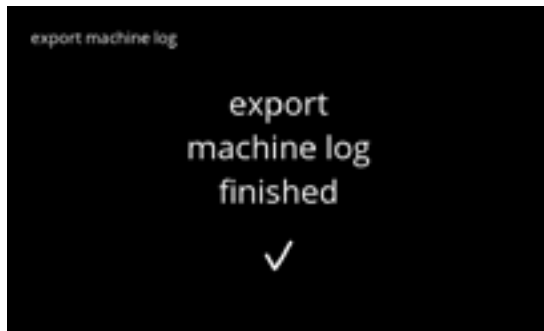 export machine log
export
machine log
finished